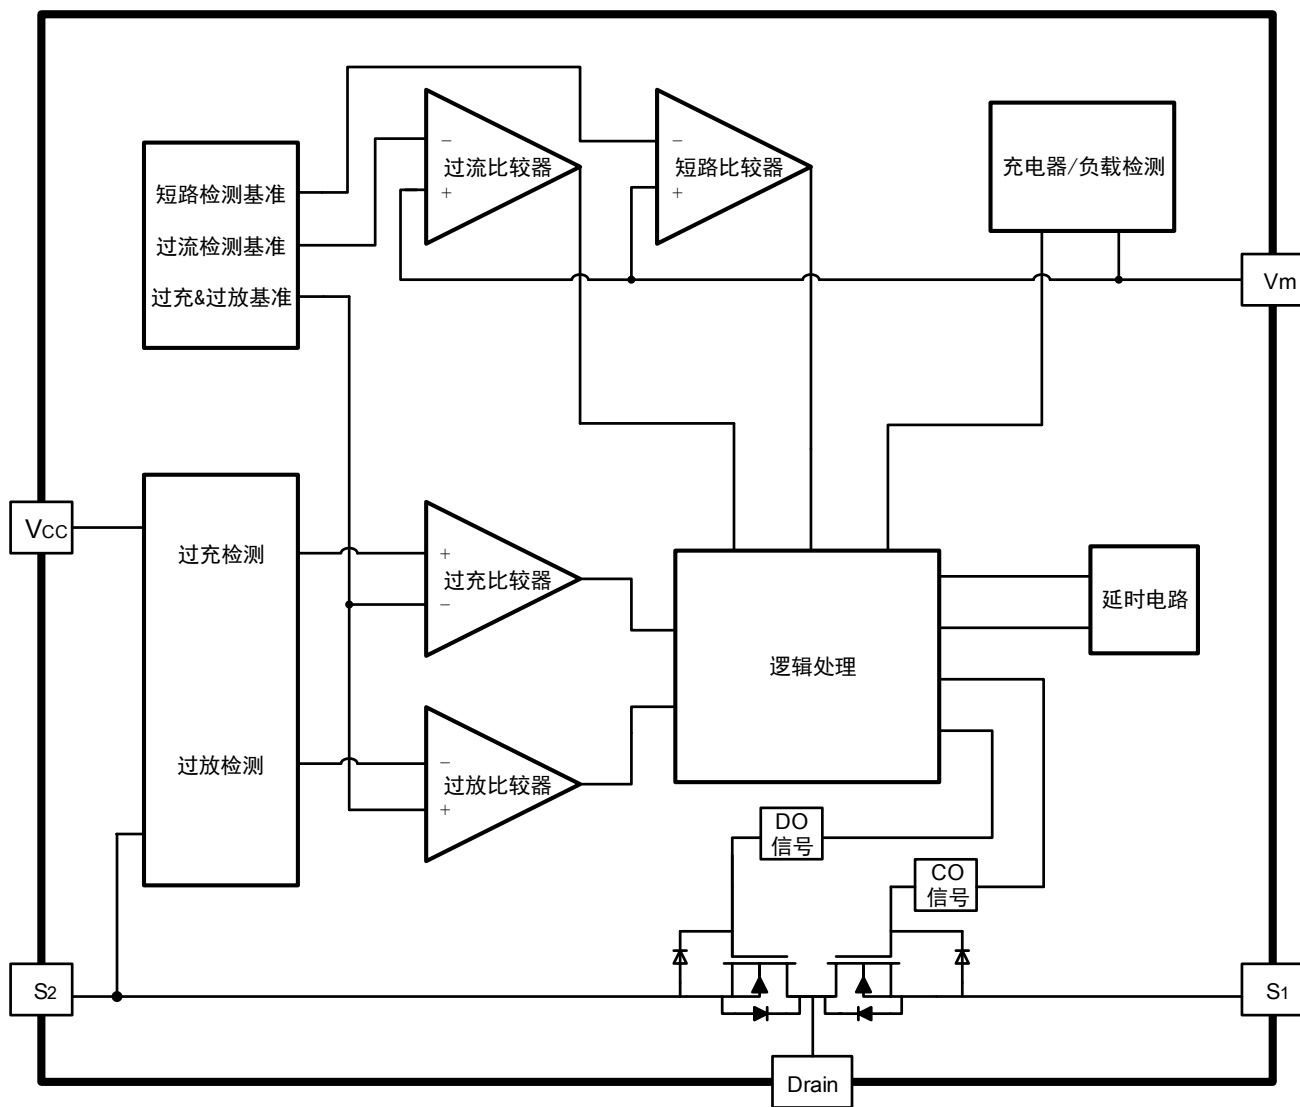 短路检测基准
过流检测基准
过充&过放基准
-
过流比较器
+
-
短路比较器
+
充电器/负载检测
Vm
VCC
过充检测
过放检测
+
过充比较器
-
-
过放比较器
+
逻辑处理
延时电路
DO
信号
CO
信号
S2
S1
Drain